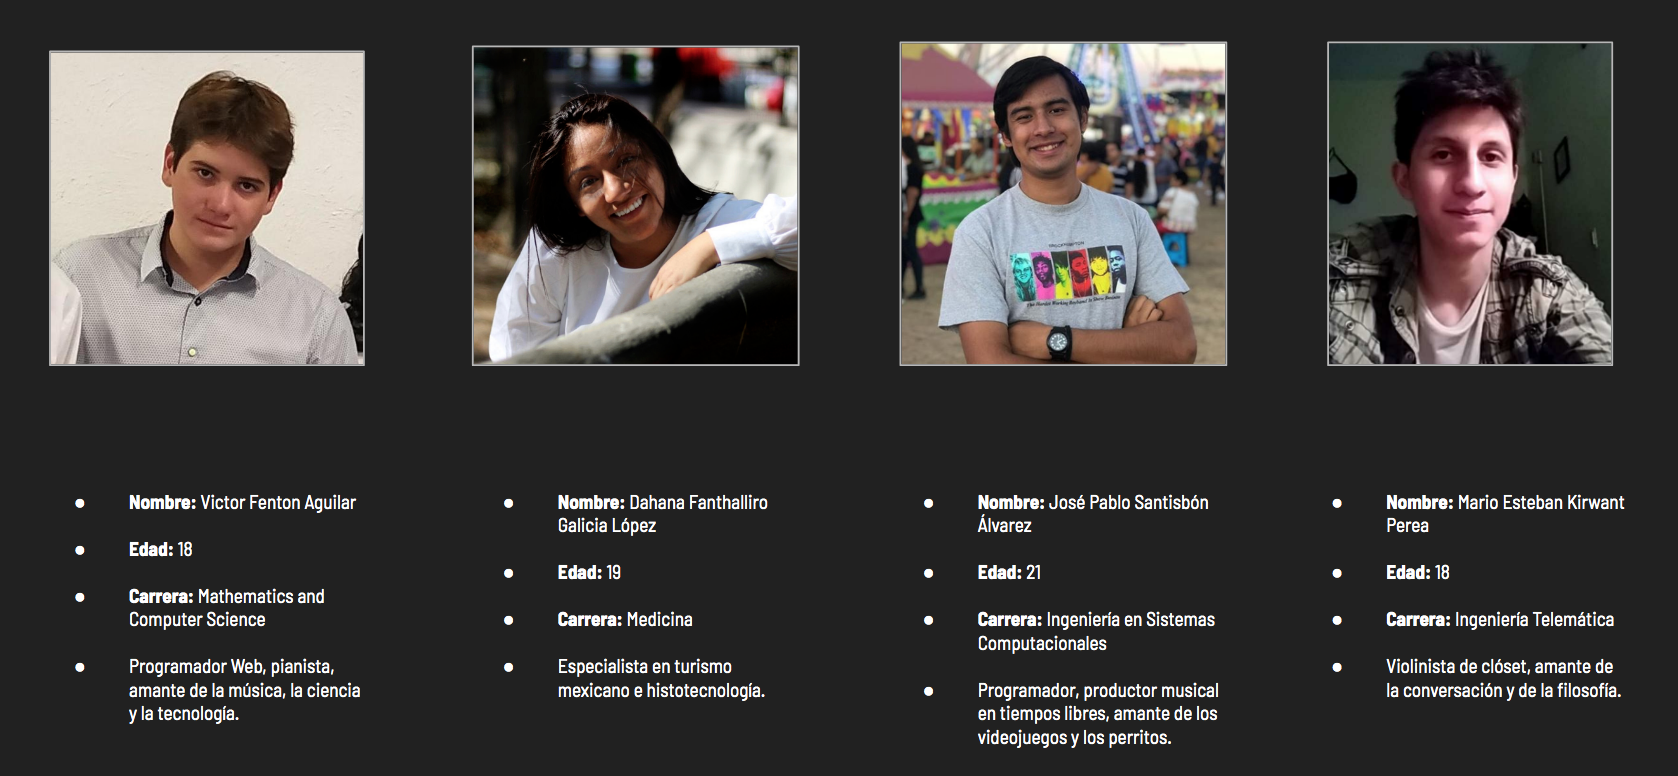 Nombre: Victor Fenton Aguilar
Edad: 18
Carrera: Mathematics and
Computer Science
Programador Web, pianista,
amante de la música, la ciencia
y la tecnología.
Nombre: Dahana Fanthalliro
Galicia López
Edad: 19
Carrera: Medicina
Especialista en turismo
mexicano e histotecnología.
Nombre: José Pablo Santisbón
Álvarez
Edad: 21
Carrera: Ingeniería en Sistemas
Computacionales
Programador, productor musical
en tiempos libres, amante de los
videojuegos y los perritos.
Nombre: Mario Esteban Kirwant
Perea
Edad: 18
Carrera: Ingeniería Telemática
Violinista de clóset, amante de
la conversación y de la filosofía.